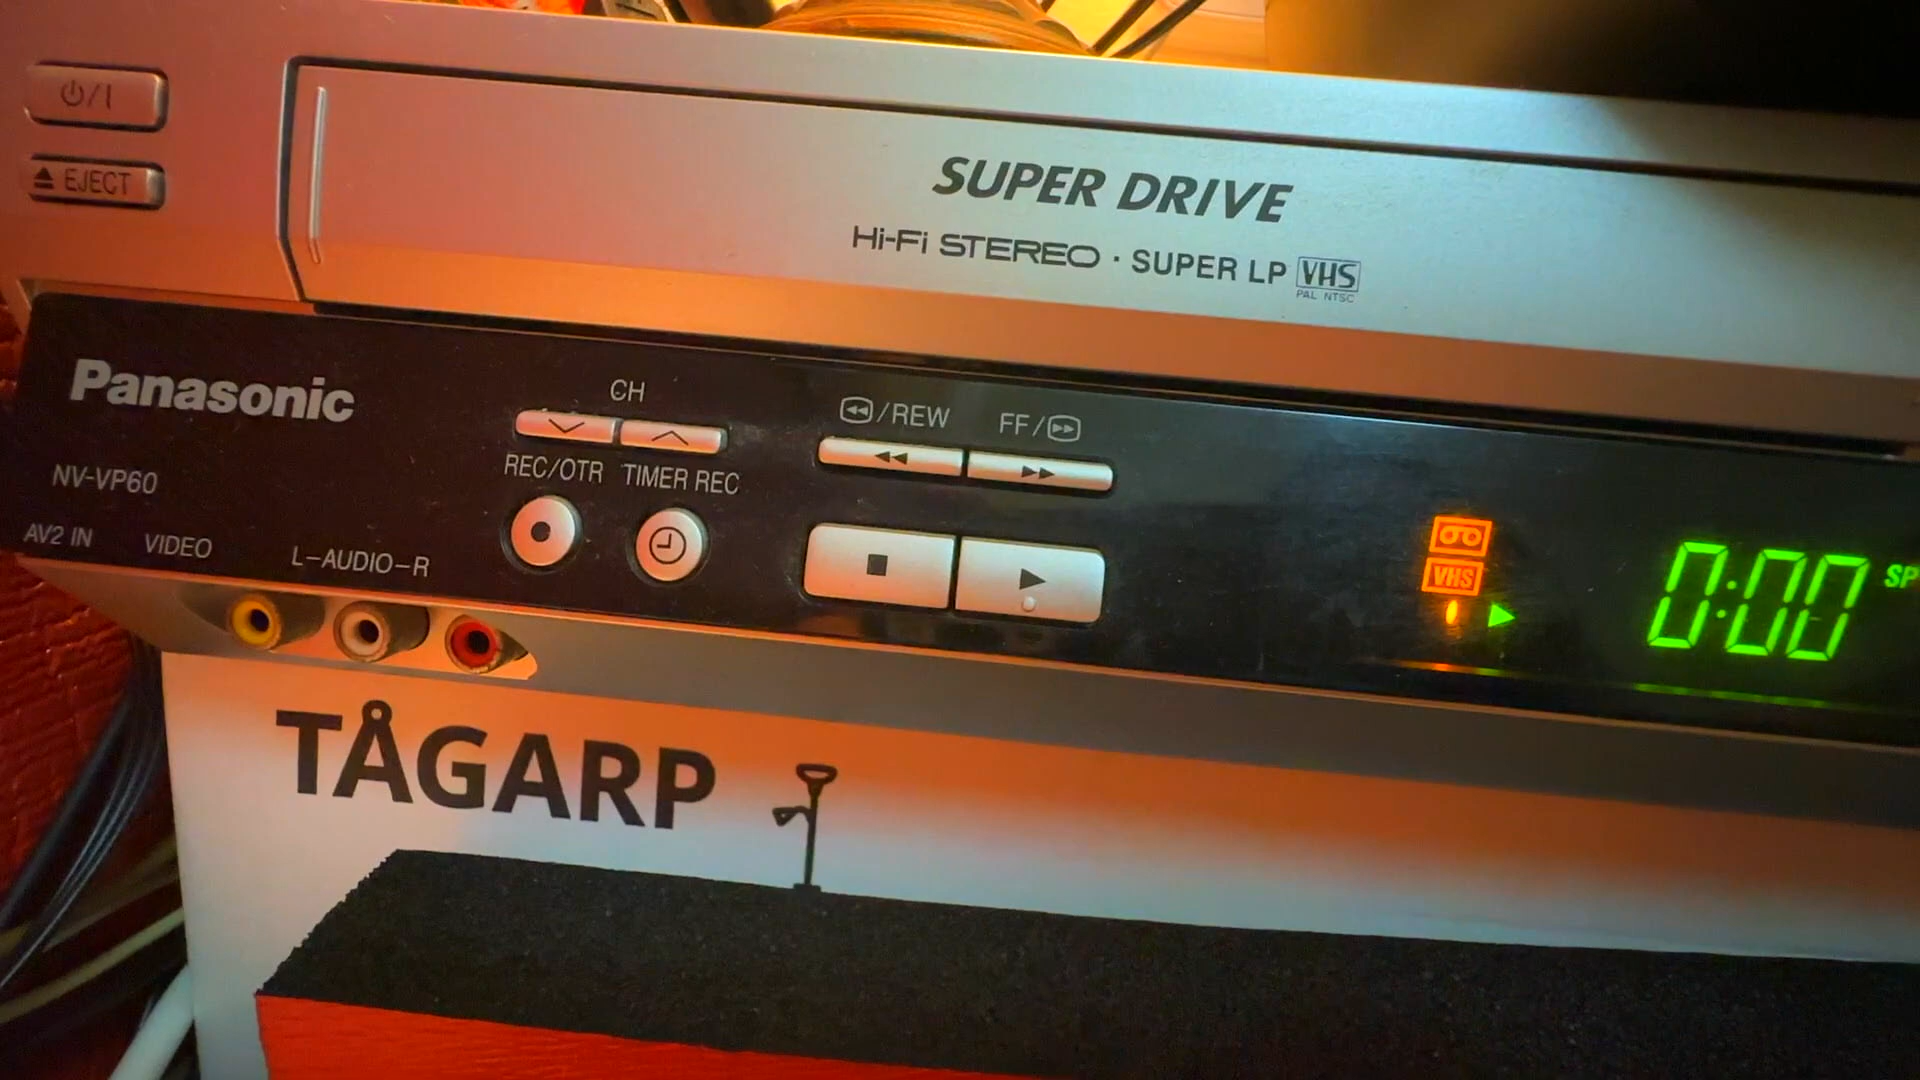 ⏻/I
⏏ EJECT
SUPER DRIVE
Hi-Fi STEREO · SUPER LP VHS
PAL NTSC
Panasonic
CH
/REW FF/
REC/OTR TIMER REC
NV-VP60
AV2 IN VIDEO L-AUDIO-R
VHS
0:00 SP
TÅGARP